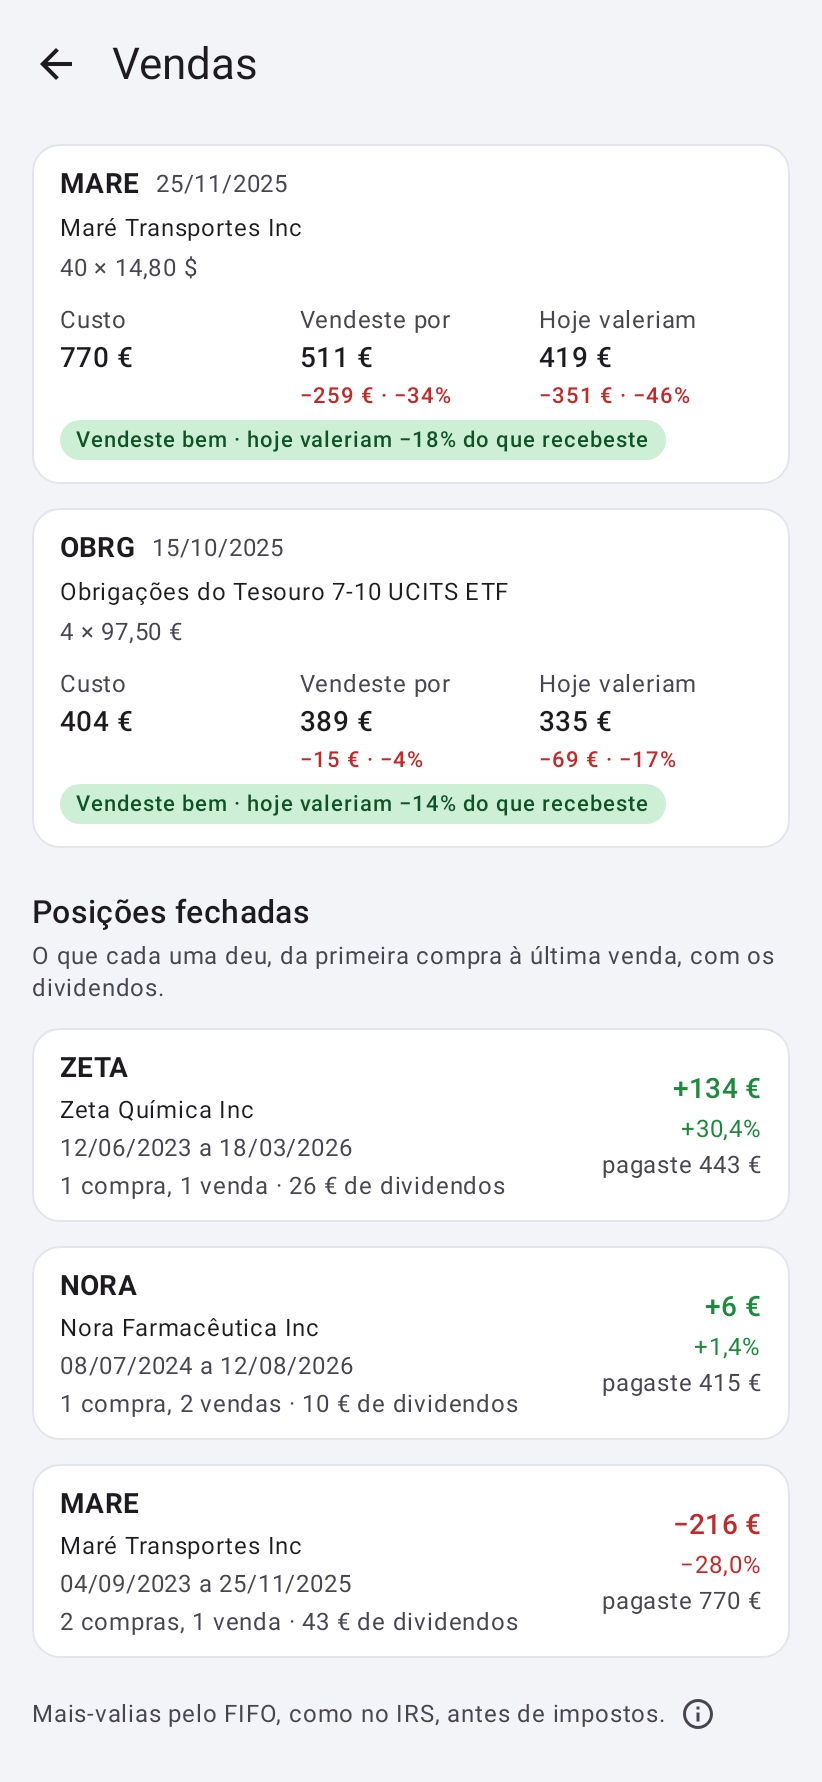 Vendas
MARE 25/11/2025
Maré Transportes Inc
40 × 14,80 $
Custo Vendeste por Hoje valeriam
770 € 511 € 419 €
−259 € · −34% −351 € · −46%
Vendeste bem · hoje valeriam −18% do que recebeste
OBRG 15/10/2025
Obrigações do Tesouro 7-10 UCITS ETF
4 × 97,50 €
Custo Vendeste por Hoje valeriam
404 € 389 € 335 €
−15 € · −4% −69 € · −17%
Vendeste bem · hoje valeriam −14% do que recebeste
Posições fechadas
O que cada uma deu, da primeira compra à última venda, com os
dividendos.
ZETA
Zeta Química Inc
12/06/2023 a 18/03/2026
1 compra, 1 venda · 26 € de dividendos
+134 €
+30,4%
pagaste 443 €
NORA
Nora Farmacêutica Inc
08/07/2024 a 12/08/2026
1 compra, 2 vendas · 10 € de dividendos
+6 €
+1,4%
pagaste 415 €
MARE
Maré Transportes Inc
04/09/2023 a 25/11/2025
2 compras, 1 venda · 43 € de dividendos
−216 €
−28,0%
pagaste 770 €
Mais-valias pelo FIFO, como no IRS, antes de impostos.